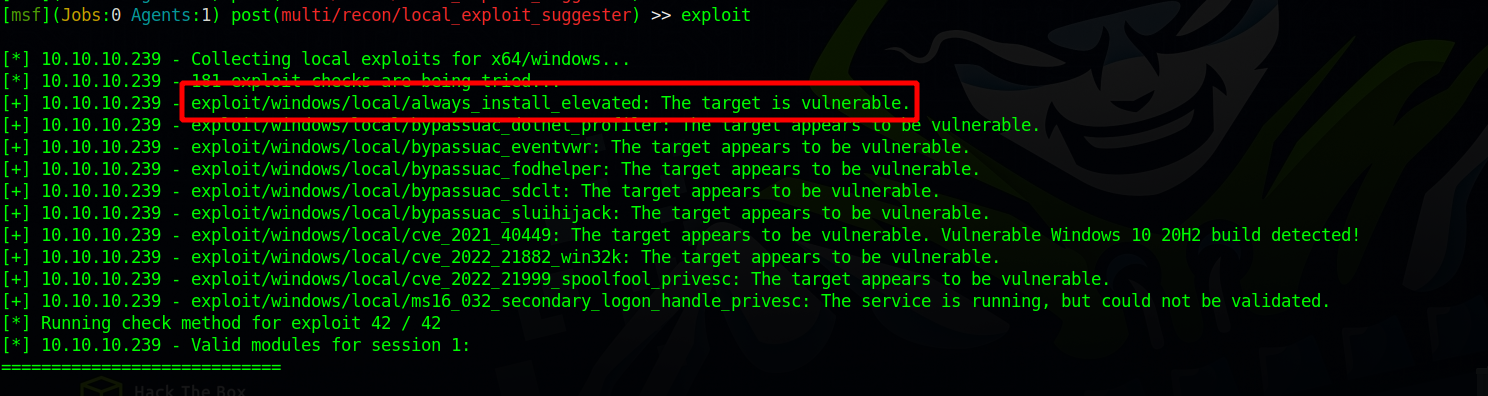 [msf](Jobs:0 Agents:1) post(multi/recon/local_exploit_suggester) >> exploit
[*] 10.10.10.239 - Collecting local exploits for x64/windows...
[*] 10.10.10.239 - 181 exploit checks are being tried...
[+] 10.10.10.239 - exploit/windows/local/always_install_elevated: The target is vulnerable.
[+] 10.10.10.239 - exploit/windows/local/bypassuac_dotnet_profiler: The target appears to be vulnerable.
[+] 10.10.10.239 - exploit/windows/local/bypassuac_eventvwr: The target appears to be vulnerable.
[+] 10.10.10.239 - exploit/windows/local/bypassuac_fodhelper: The target appears to be vulnerable.
[+] 10.10.10.239 - exploit/windows/local/bypassuac_sdclt: The target appears to be vulnerable.
[+] 10.10.10.239 - exploit/windows/local/bypassuac_sluihijack: The target appears to be vulnerable.
[+] 10.10.10.239 - exploit/windows/local/cve_2021_40449: The target appears to be vulnerable. Vulnerable Windows 10 20H2 build detected!
[+] 10.10.10.239 - exploit/windows/local/cve_2022_21882_win32k: The target appears to be vulnerable.
[+] 10.10.10.239 - exploit/windows/local/cve_2022_21999_spoolfool_privesc: The target appears to be vulnerable.
[+] 10.10.10.239 - exploit/windows/local/ms16_032_secondary_logon_handle_privesc: The service is running, but could not be validated.
[*] Running check method for exploit 42 / 42
[*] 10.10.10.239 - Valid modules for session 1:
============================
Hack The Box